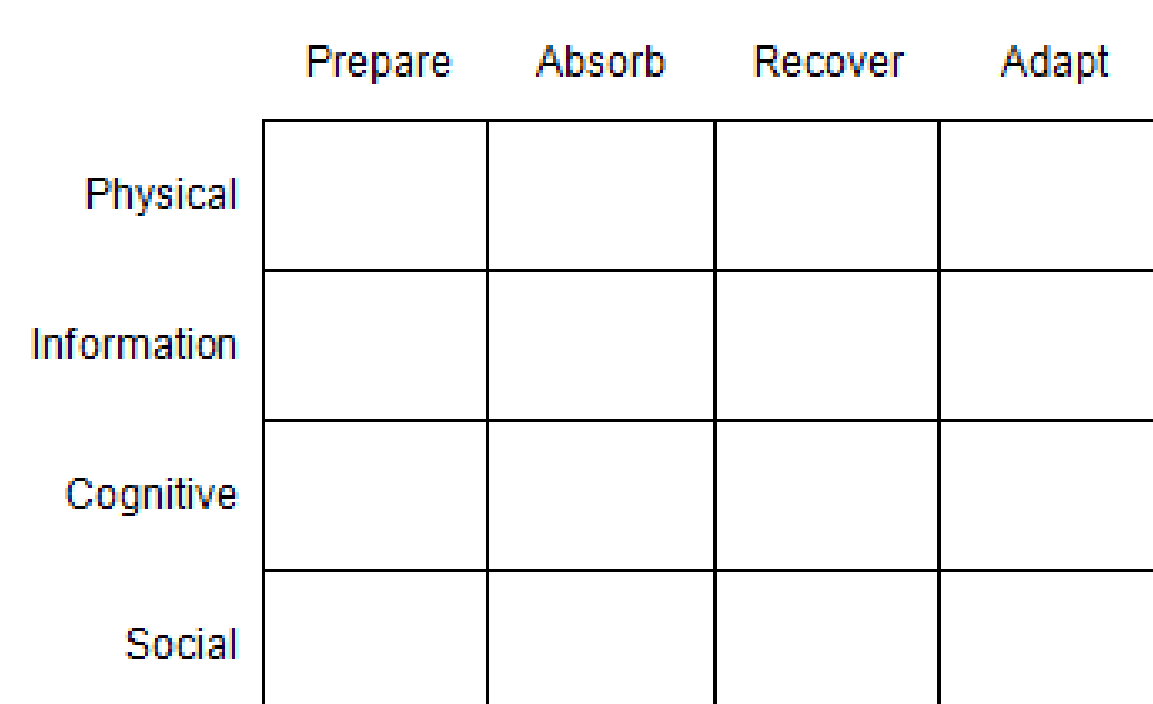 Prepare Absorb Recover Adapt
Physical
Information
Cognitive
Social